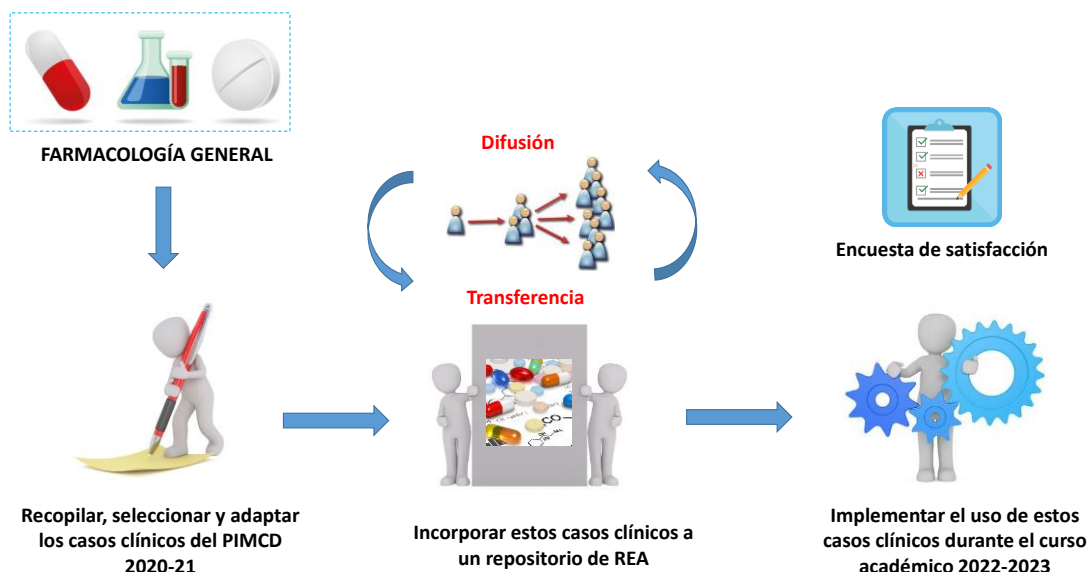 FARMACOLOGÍA GENERAL
Difusión
Transferencia
Encuesta de satisfacción
Recopilar, seleccionar y adaptar
los casos clínicos del PIMCD
2020-21
Incorporar estos casos clínicos a
un repositorio de REA
Implementar el uso de estos
casos clínicos durante el curso
académico 2022-2023